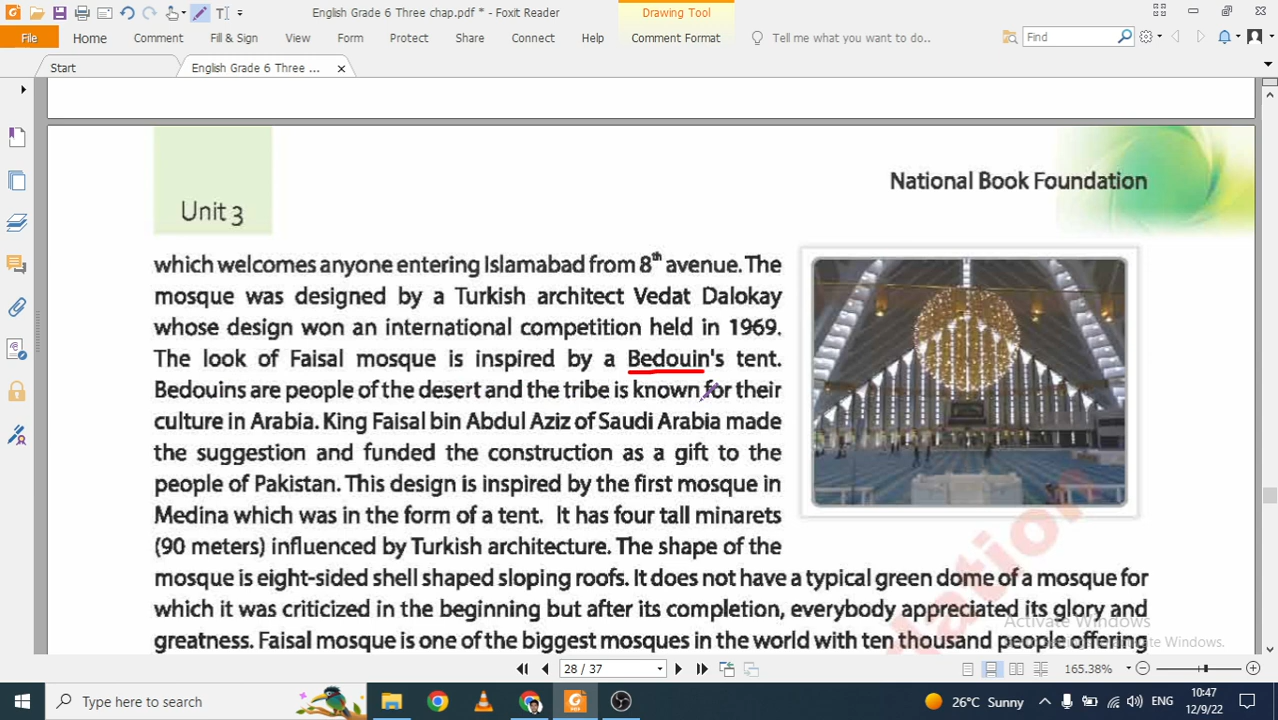 English Grade 6 Three chap.pdf * - Foxit Reader
Drawing Tool
File Home Comment Fill & Sign View Form Protect Share Connect Help Comment Format Tell me what you want to do.. Find
Start English Grade 6 Three ...
Unit 3
National Book Foundation
which welcomes anyone entering Islamabad from 8th avenue. The
mosque was designed by a Turkish architect Vedat Dalokay
whose design won an international competition held in 1969.
The look of Faisal mosque is inspired by a Bedouin's tent.
Bedouins are people of the desert and the tribe is known for their
culture in Arabia. King Faisal bin Abdul Aziz of Saudi Arabia made
the suggestion and funded the construction as a gift to the
people of Pakistan. This design is inspired by the first mosque in
Medina which was in the form of a tent. It has four tall minarets
(90 meters) influenced by Turkish architecture. The shape of the
mosque is eight-sided shell shaped sloping roofs. It does not have a typical green dome of a mosque for
which it was criticized in the beginning but after its completion, everybody appreciated its glory and
greatness. Faisal mosque is one of the biggest mosques in the world with ten thousand people offering
Activate Windows
28 / 37
165.38%
Type here to search
26°C Sunny
ENG
10:47
12/9/22